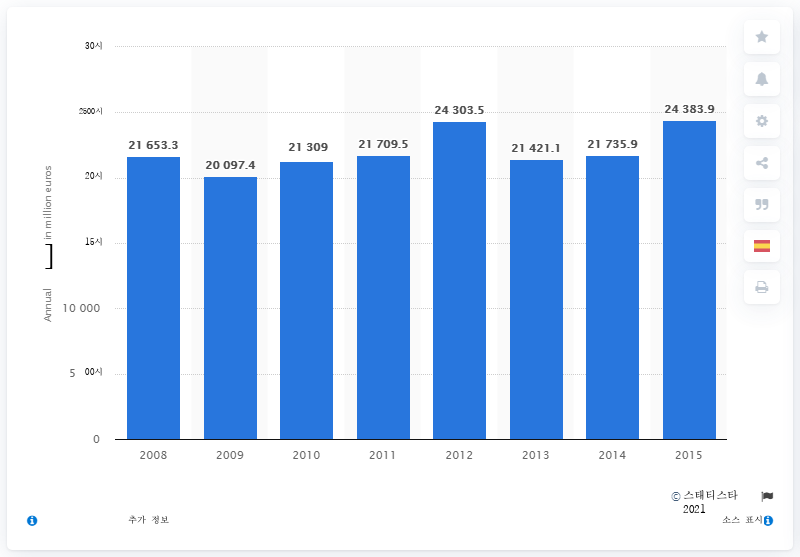 30시
2500시
20시
15시
10 000
5 00시
0
Annual ] in million euros
21 653.3
20 097.4
21 309
21 709.5
24 303.5
21 421.1
21 735.9
24 383.9
2008 2009 2010 2011 2012 2013 2014 2015
© 스태티스타
2021
추가 정보
소스 표시